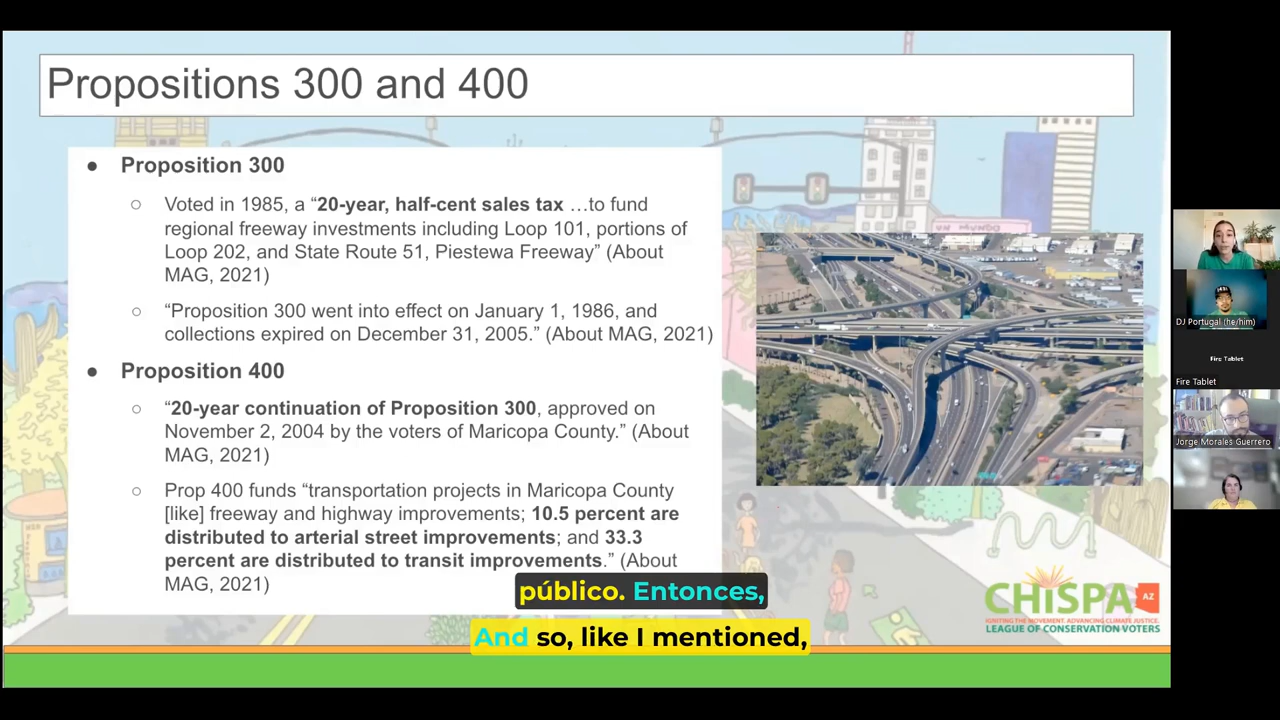 Propositions 300 and 400
● Proposition 300
○ Voted in 1985, a “20-year, half-cent sales tax …to fund
regional freeway investments including Loop 101, portions of
Loop 202, and State Route 51, Piestewa Freeway” (About
MAG, 2021)
○ “Proposition 300 went into effect on January 1, 1986, and
collections expired on December 31, 2005.” (About MAG, 2021)
● Proposition 400
○ “20-year continuation of Proposition 300, approved on
November 2, 2004 by the voters of Maricopa County.” (About
MAG, 2021)
○ Prop 400 funds “transportation projects in Maricopa County
[like] freeway and highway improvements; 10.5 percent are
distributed to arterial street improvements; and 33.3
percent are distributed to transit improvements.” (About
MAG, 2021)
público. Entonces,
And so, like I mentioned,
CHISPA AZ
IGNITING THE MOVEMENT. ADVANCING CLIMATE JUSTICE.
LEAGUE OF CONSERVATION VOTERS
DJ Portugal (he/him)
Fire Tablet
Fire Tablet
Jorge Morales Guerrero